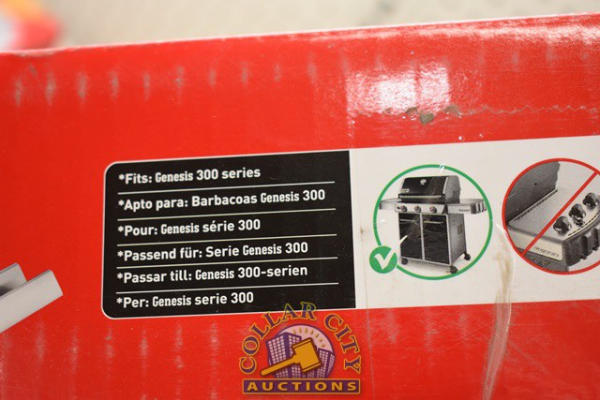 *Fits: Genesis 300 series
*Apto para: Barbacoas Genesis 300
*Pour: Genesis série 300
*Passend für: Serie Genesis 300
*Passar till: Genesis 300-serien
*Per: Genesis serie 300
COLLAR CITY
AUCTIONS